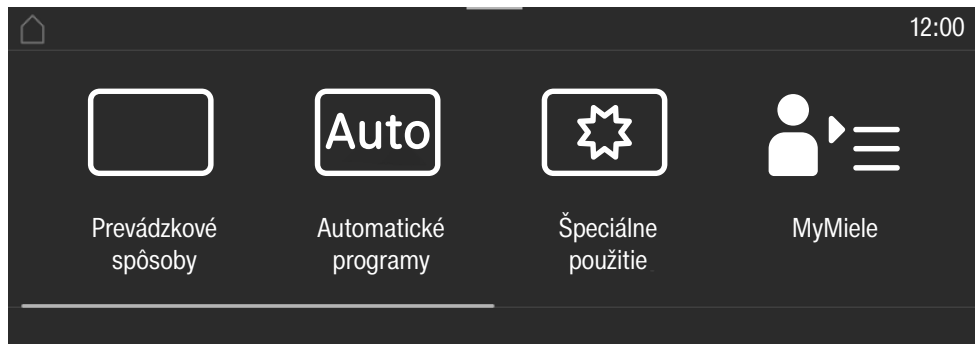 12:00
Auto
Prevádzkové
spôsoby
Automatické
programy
Špeciálne
použitie
MyMiele